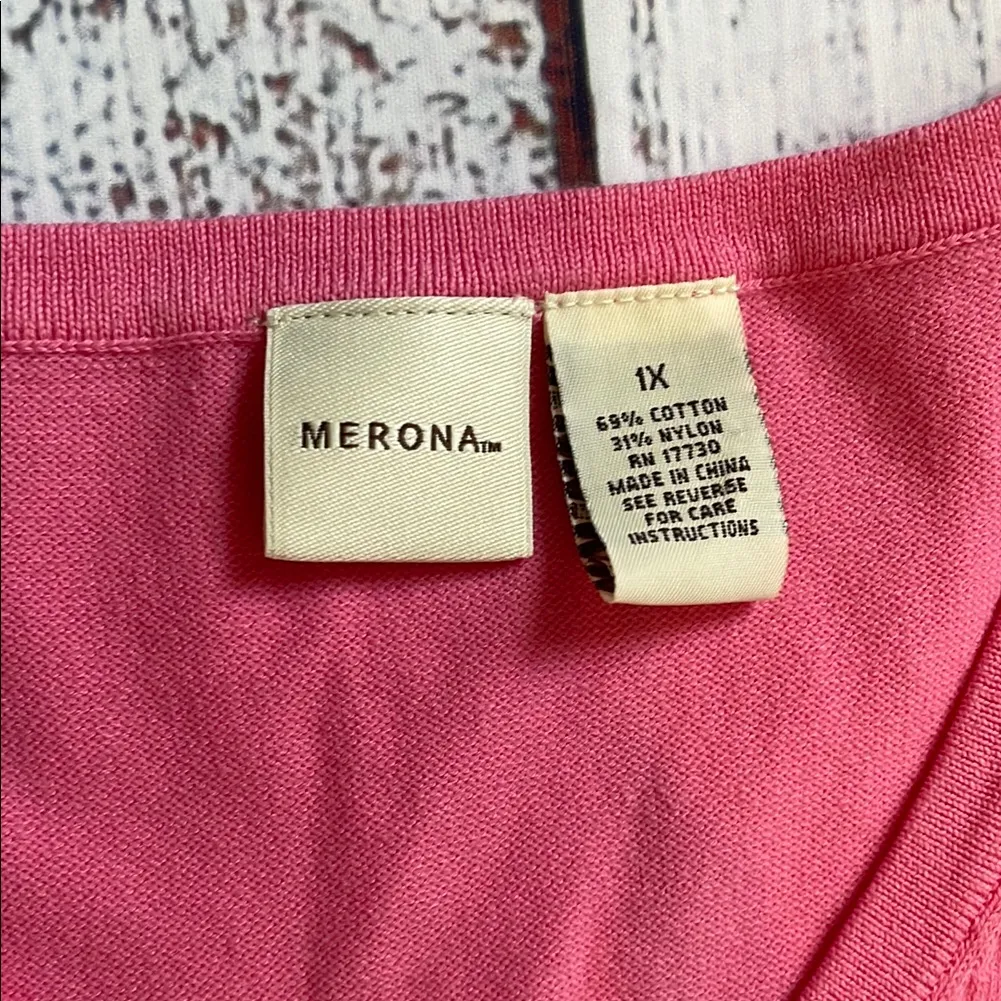 MERONA™
1X
69% COTTON
31% NYLON
RN 17730
MADE IN CHINA
SEE REVERSE
FOR CARE
INSTRUCTIONS